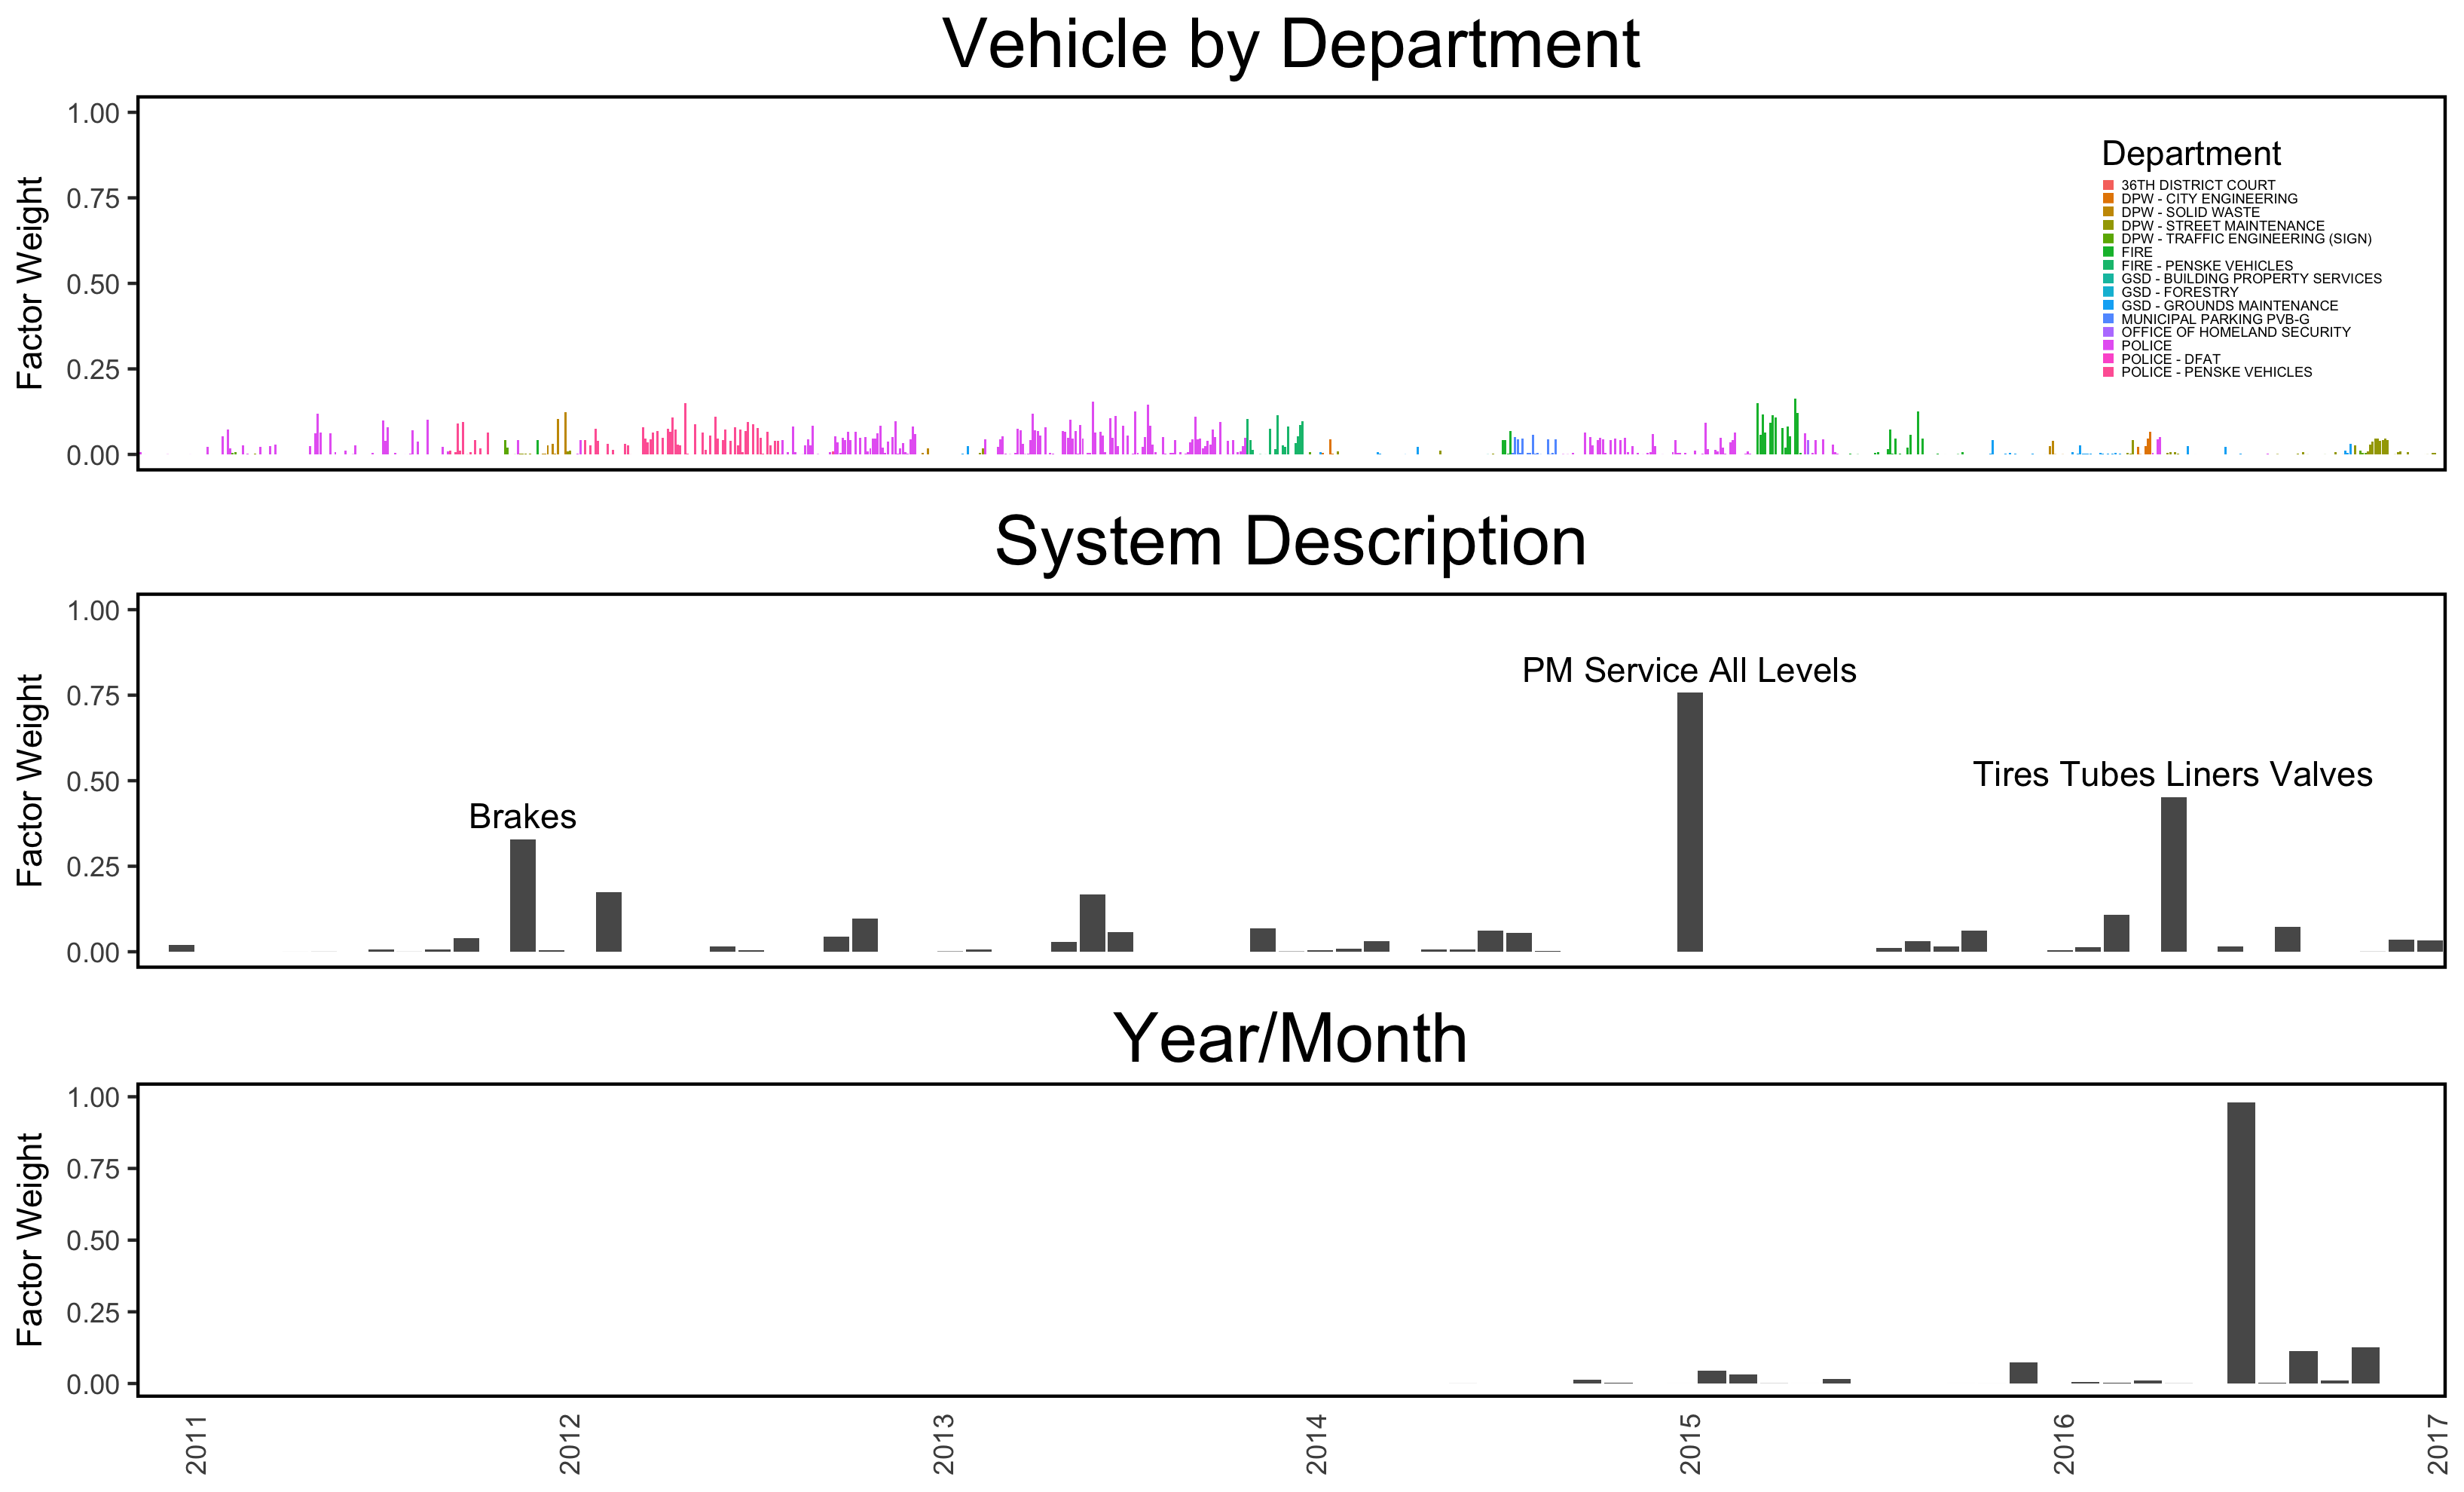 Vehicle by Department
Factor Weight
1.00
0.75
0.50
0.25
0.00
Department
36TH DISTRICT COURT
DPW - CITY ENGINEERING
DPW - SOLID WASTE
DPW - STREET MAINTENANCE
DPW - TRAFFIC ENGINEERING (SIGN)
FIRE
FIRE - PENSKE VEHICLES
GSD - BUILDING PROPERTY SERVICES
GSD - FORESTRY
GSD - GROUNDS MAINTENANCE
MUNICIPAL PARKING PVB-G
OFFICE OF HOMELAND SECURITY
POLICE
POLICE - DFAT
POLICE - PENSKE VEHICLES
System Description
Factor Weight
1.00
0.75
0.50
0.25
0.00
PM Service All Levels
Tires Tubes Liners Valves
Brakes
Year/Month
Factor Weight
1.00
0.75
0.50
0.25
0.00
2011
2012
2013
2014
2015
2016
2017